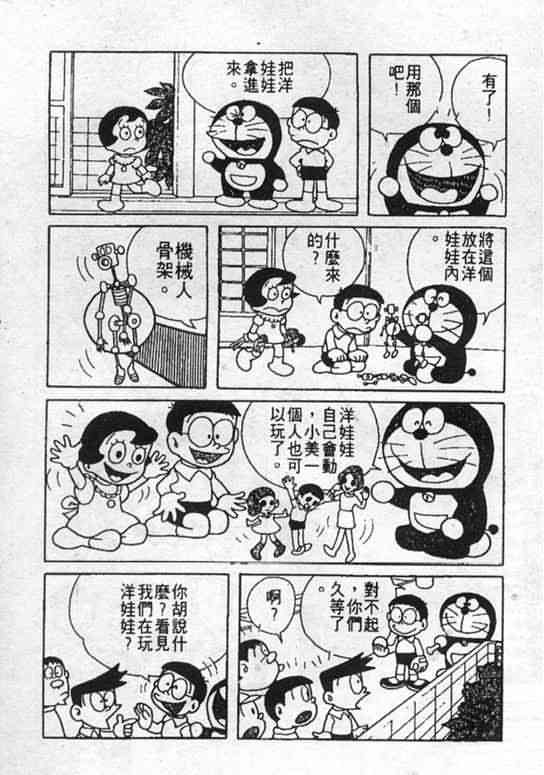 有了!
用那個
吧!
把洋
娃娃
拿進
來。
將這個
放在洋
娃娃內
。
什麼來
的?
機械人
骨架。
洋娃娃
自己會動
,小美一
個人也可
以玩了。
對不起
,你們
久等了
。
啊?
你胡說什
麼?看見
我們在玩
洋娃娃?